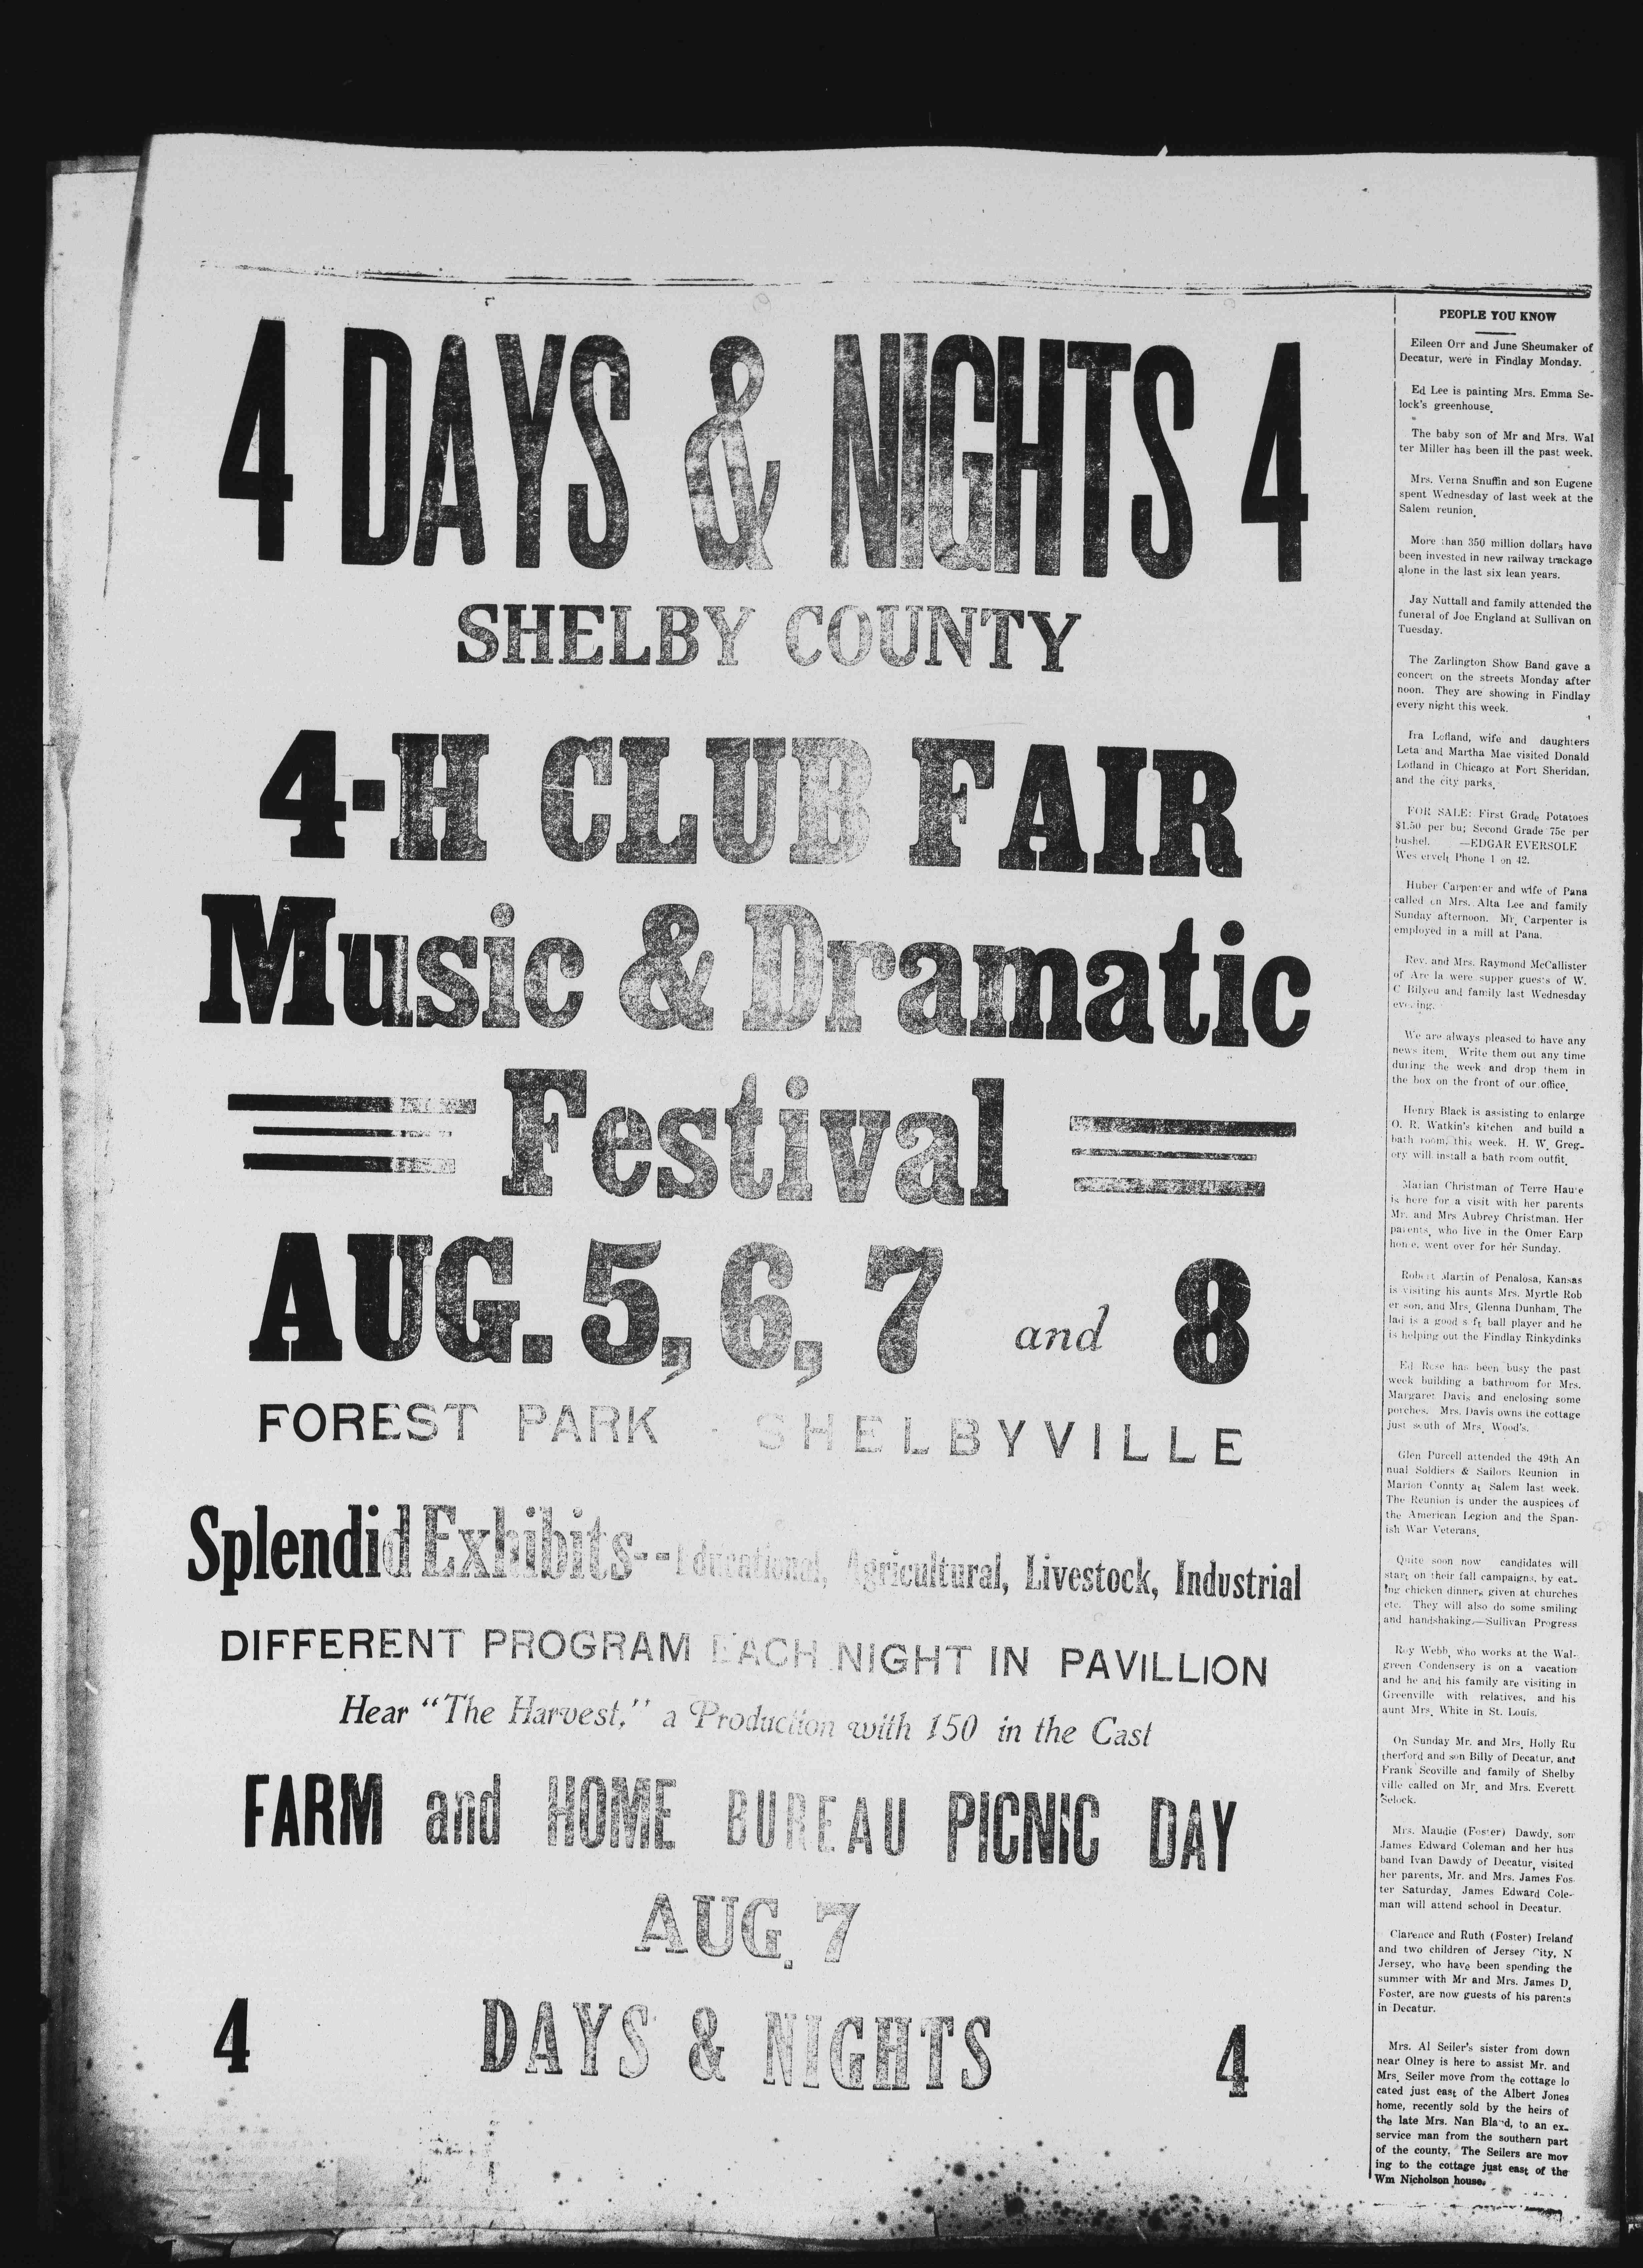 4 DAYS & NIGHTS 4
SHELBY COUNTY
4-H CLUB FAIR
Music & Dramatic
Festival
AUG. 5, 6, 7 and 8
FOREST PARK - SHELBYVILLE
Splendid Exhibits--Educational, Agricultural, Livestock, Industrial
DIFFERENT PROGRAM EACH NIGHT IN PAVILLION
Hear "The Harvest," a Production with 150 in the Cast
FARM and HOME BUREAU PICNIC DAY
AUG. 7
4 DAYS & NIGHTS 4
PEOPLE YOU KNOW
Eileen Orr and June Sheumaker of
Decatur, were in Findlay Monday.
Ed Lee is painting Mrs. Emma Se-
lock's greenhouse.
The baby son of Mr and Mrs. Wal
ter Miller has been ill the past week.
Mrs. Verna Snuffin and son Eugene
spent Wednesday of last week at the
Salem reunion.
More than 350 million dollars have
been invested in new railway trackage
alone in the last six lean years.
Jay Nuttall and family attended the
funeral of Joe England at Sullivan on
Tuesday.
The Zarlington Show Band gave a
concert on the streets Monday after
noon. They are showing in Findlay
every night this week.
Ira Lofland, wife and daughters
Leta and Martha Mae visited Donald
Lofland in Chicago at Fort Sheridan,
and the city parks.
FOR SALE: First Grade Potatoes
$1.50 per bu; Second Grade 75c per
bushel. —EDGAR EVERSOLE
Wes ervelt Phone 1 on 42.
Huber Carpenter and wife of Pana
called on Mrs. Alta Lee and family
Sunday afternoon. Mr. Carpenter is
employed in a mill at Pana.
Rev. and Mrs. Raymond McCallister
of Arc la were supper guests of W.
C Bilyeu and family last Wednesday
evening.
We are always pleased to have any
news item. Write them out any time
during the week and drop them in
the box on the front of our office.
Henry Black is assisting to enlarge
O. R. Watkin's kitchen and build a
bath room, this week. H. W. Greg-
ory will install a bath room outfit.
Marian Christman of Terre Haute
is here for a visit with her parents
Mr. and Mrs Aubrey Christman. Her
parents, who live in the Omer Earp
home, went over for her Sunday.
Robert Martin of Penalosa, Kansas
is visiting his aunts Mrs. Myrtle Rob
er son, and Mrs. Glenna Dunham. The
lad is a good s ft ball player and he
is helping out the Findlay Rinkydinks
Ed Rose has been busy the past
week building a bathroom for Mrs.
Margaret Davis and enclosing some
porches. Mrs. Davis owns the cottage
just south of Mrs. Wood's.
Glen Purcell attended the 49th An
nual Soldiers & Sailors Reunion in
Marion Connty at Salem last week.
The Reunion is under the auspices of
the American Legion and the Span-
ish War Veterans.
Quite soon now candidates will
start on their fall campaigns, by eat-
ing chicken dinners given at churches
etc. They will also do some smiling
and handshaking.—Sullivan Progress
Roy Webb, who works at the Wal-
green Condensery is on a vacation
and he and his family are visiting in
Greenville with relatives, and his
aunt Mrs. White in St. Louis.
On Sunday Mr. and Mrs. Holly Ru
therford and son Billy of Decatur, and
Frank Scoville and family of Shelby
ville called on Mr. and Mrs. Everett
Selock.
Mrs. Maudie (Foster) Dawdy, son
James Edward Coleman and her hus
band Ivan Dawdy of Decatur, visited
her parents, Mr. and Mrs. James Fos
ter Saturday. James Edward Cole-
man will attend school in Decatur.
Clarence and Ruth (Foster) Ireland
and two children of Jersey City, N
Jersey, who have been spending the
summer with Mr and Mrs. James D.
Foster, are now guests of his parents
in Decatur.
Mrs. Al Seiler's sister from down
near Olney is here to assist Mr. and
Mrs. Seiler move from the cottage lo
cated just east of the Albert Jones
home, recently sold by the heirs of
the late Mrs. Nan Bland, to an ex-
service man from the southern part
of the county. The Seilers are mov
ing to the cottage just east of the
Wm Nicholson house.